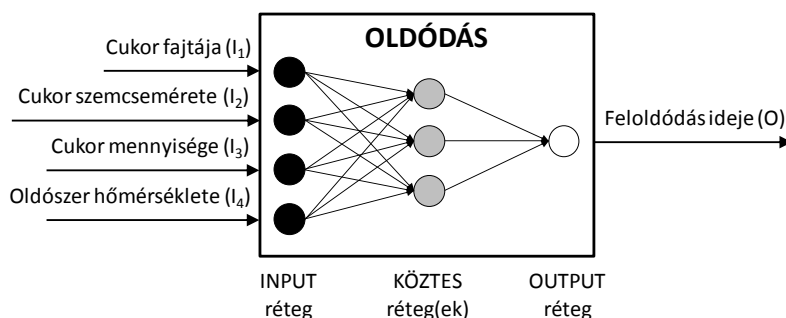 OLDÓDÁS
Cukor fajtája (I₁)
Cukor szemcsemérete (I₂)
Cukor mennyisége (I₃)
Oldószer hőmérséklete (I₄)
Feloldódás ideje (O)
INPUT
réteg
KÖZTES
réteg(ek)
OUTPUT
réteg